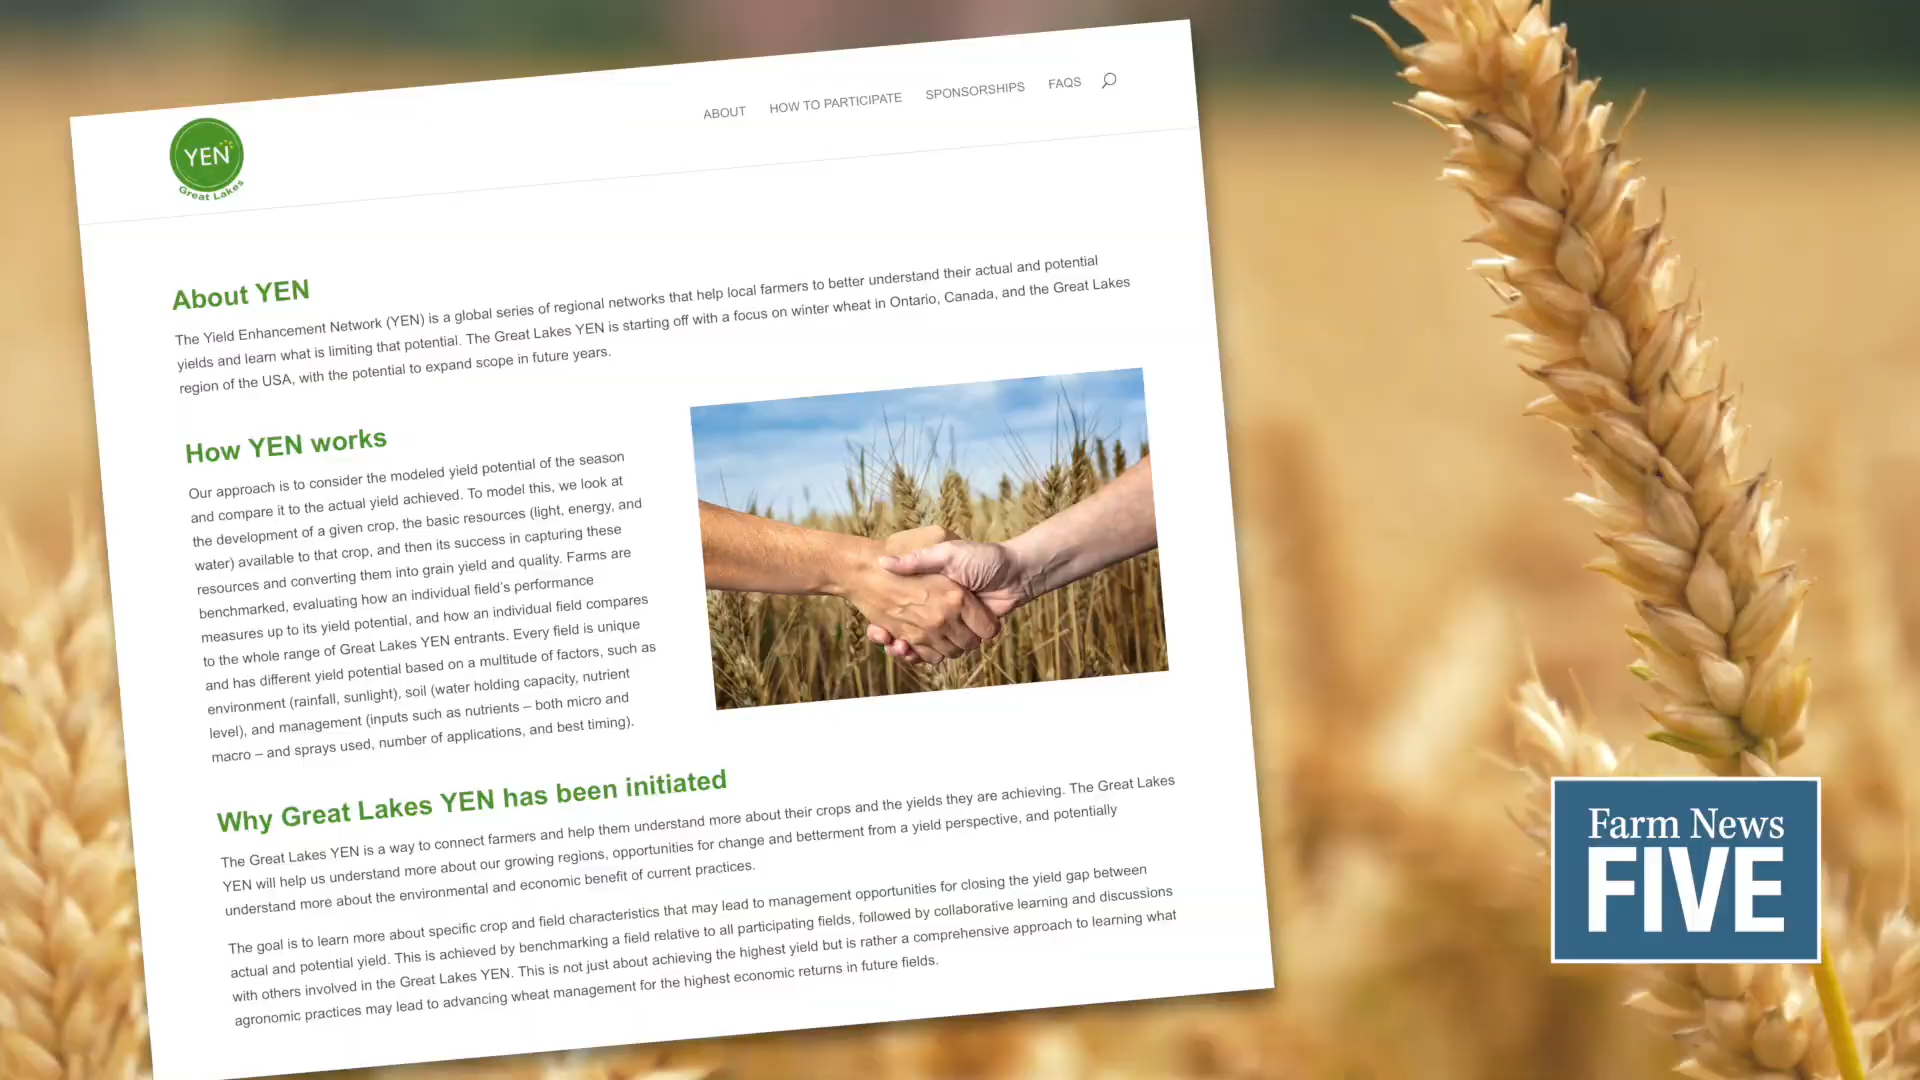 YEN
Great Lakes
ABOUT HOW TO PARTICIPATE SPONSORSHIPS FAQS
About YEN
The Yield Enhancement Network (YEN) is a global series of regional networks that help local farmers to better understand their actual and potential
yields and learn what is limiting that potential. The Great Lakes YEN is starting off with a focus on winter wheat in Ontario, Canada, and the Great Lakes
region of the USA, with the potential to expand scope in future years.
How YEN works
Our approach is to consider the modeled yield potential of the season
and compare it to the actual yield achieved. To model this, we look at
the development of a given crop, the basic resources (light, energy, and
water) available to that crop, and then its success in capturing these
resources and converting them into grain yield and quality. Farms are
benchmarked, evaluating how an individual field’s performance
measures up to its yield potential, and how an individual field compares
to the whole range of Great Lakes YEN entrants. Every field is unique
and has different yield potential based on a multitude of factors, such as
environment (rainfall, sunlight), soil (water holding capacity, nutrient
level), and management (inputs such as nutrients – both micro and
macro – and sprays used, number of applications, and best timing).
Why Great Lakes YEN has been initiated
The Great Lakes YEN is a way to connect farmers and help them understand more about their crops and the yields they are achieving. The Great Lakes
YEN will help us understand more about our growing regions, opportunities for change and betterment from a yield perspective, and potentially
understand more about the environmental and economic benefit of current practices.
The goal is to learn more about specific crop and field characteristics that may lead to management opportunities for closing the yield gap between
actual and potential yield. This is achieved by benchmarking a field relative to all participating fields, followed by collaborative learning and discussions
with others involved in the Great Lakes YEN. This is not just about achieving the highest yield but is rather a comprehensive approach to learning what
agronomic practices may lead to advancing wheat management for the highest economic returns in future fields.
Farm News
FIVE